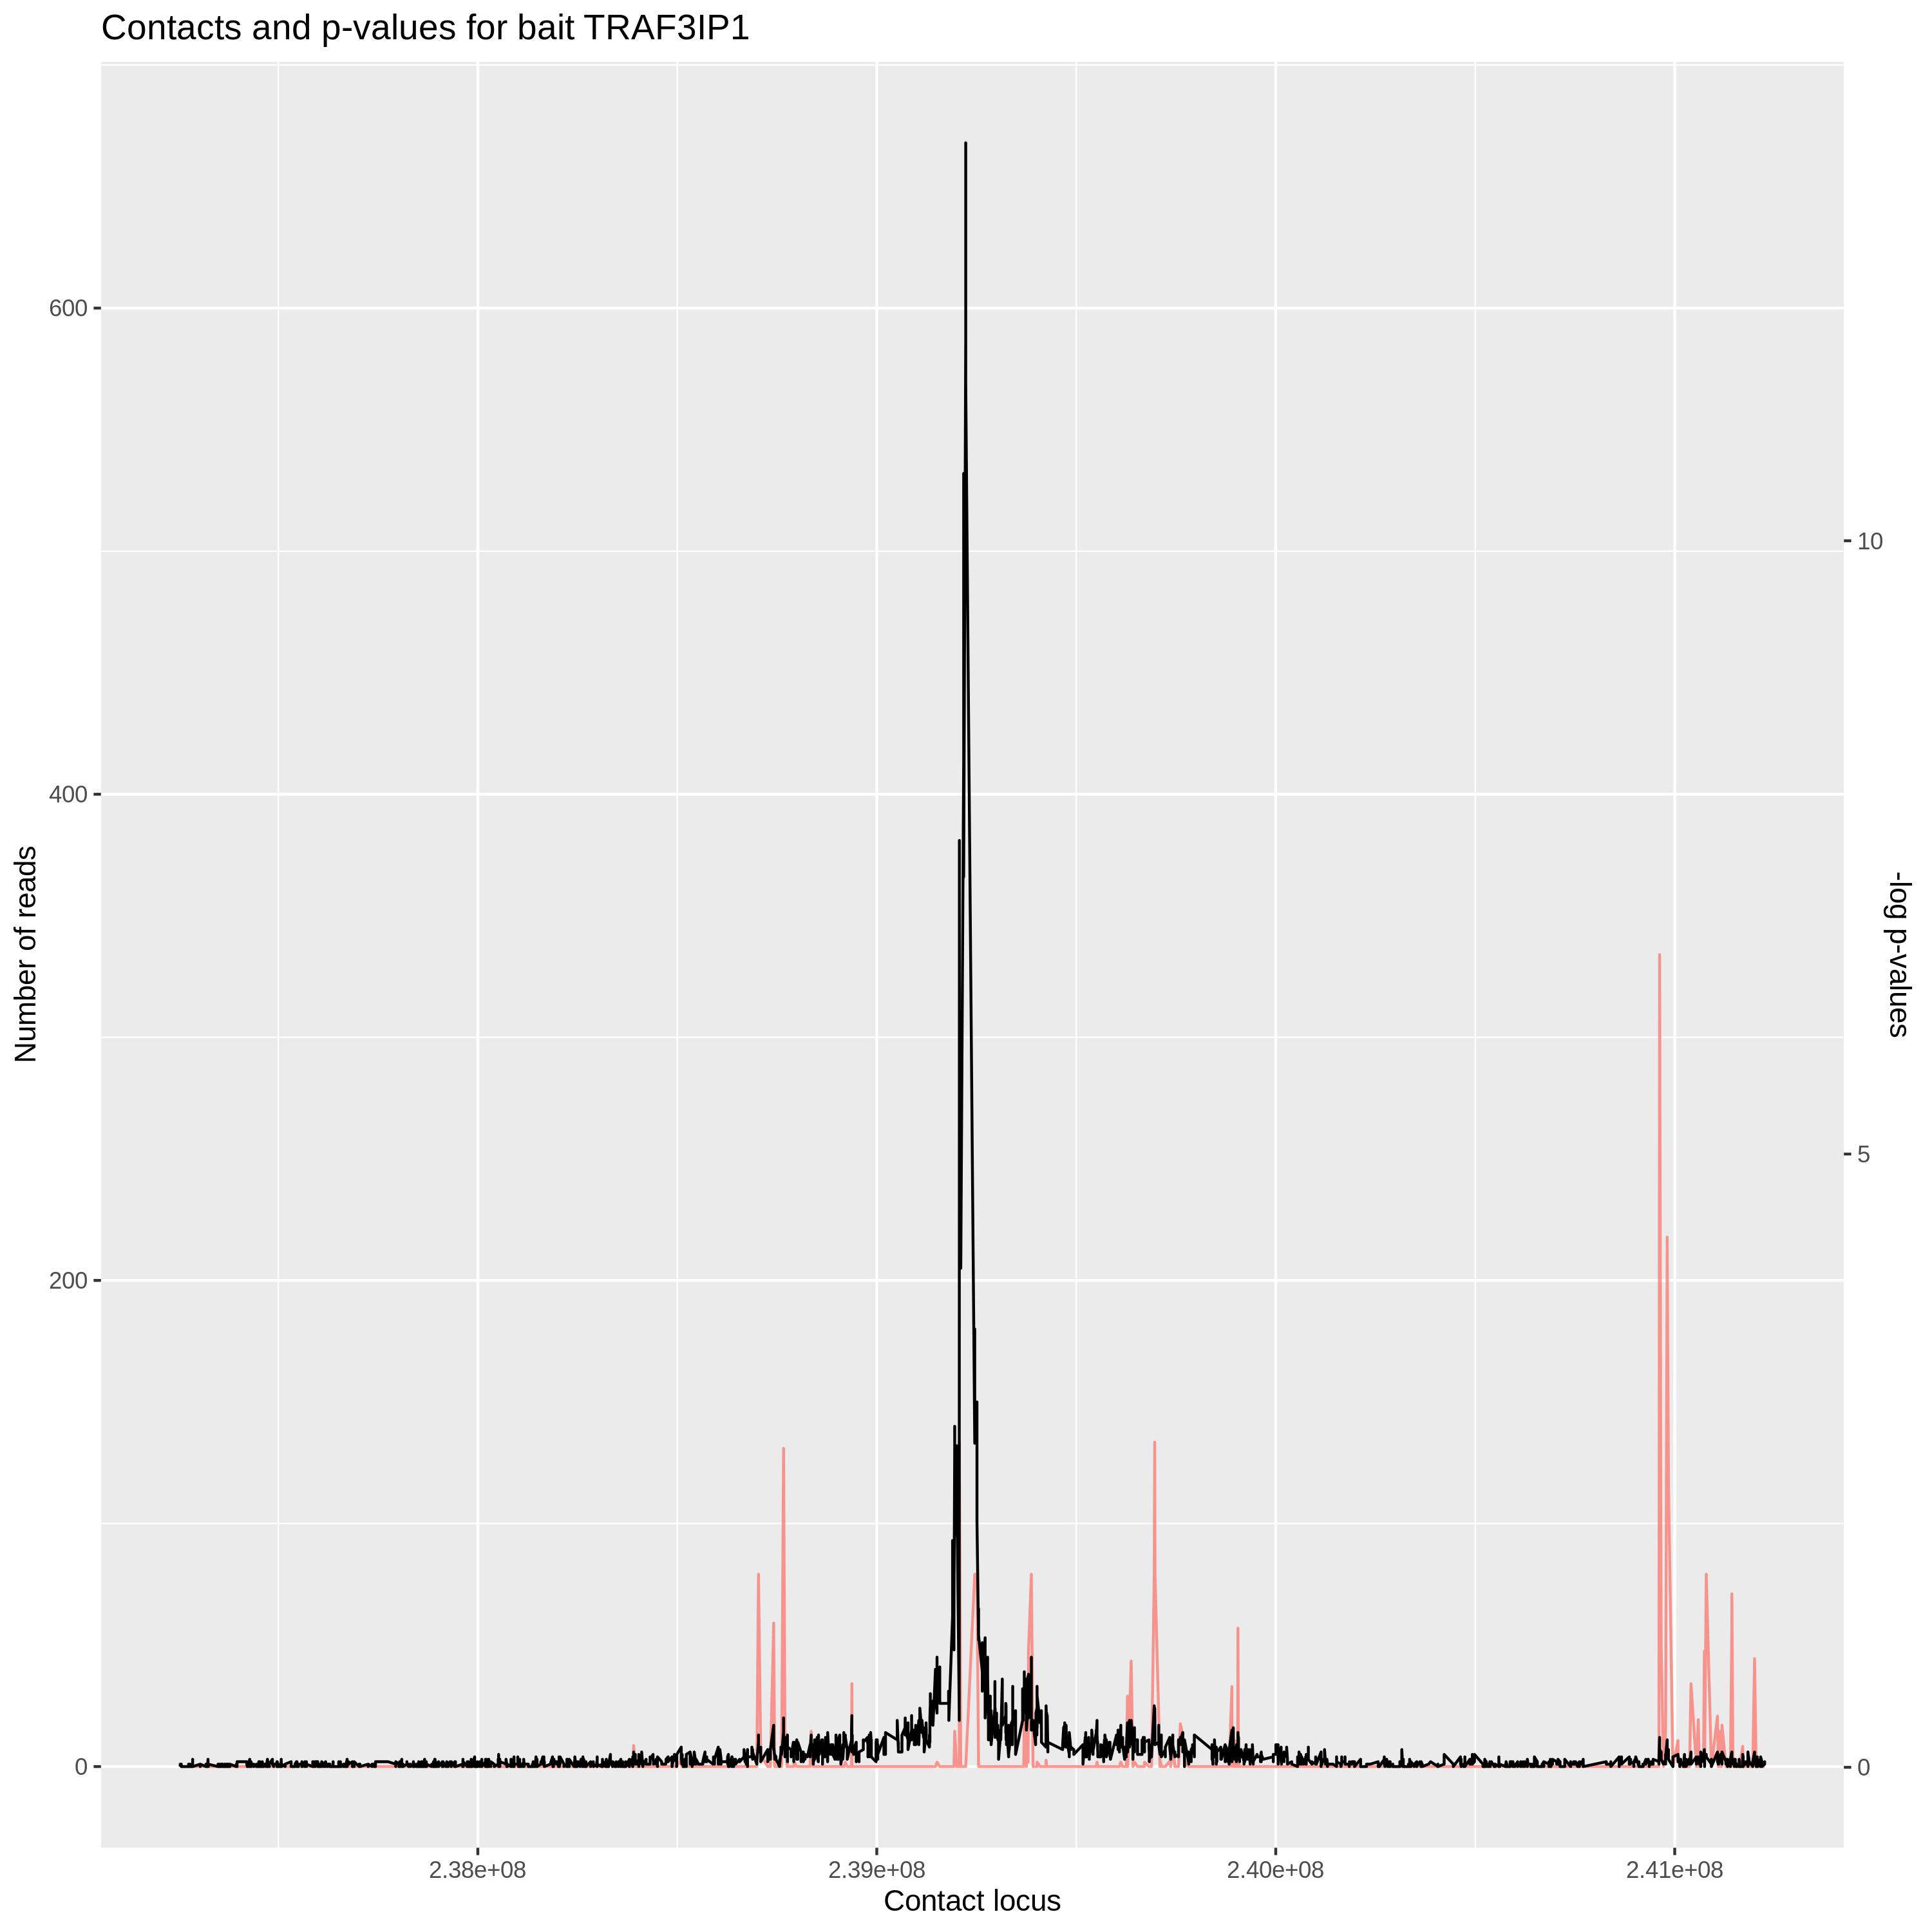 Contacts and p-values for bait TRAF3IP1
600
400
200
0
10
5
0
Number of reads
-log p-values
2.38e+08
2.39e+08
2.40e+08
2.41e+08
Contact locus